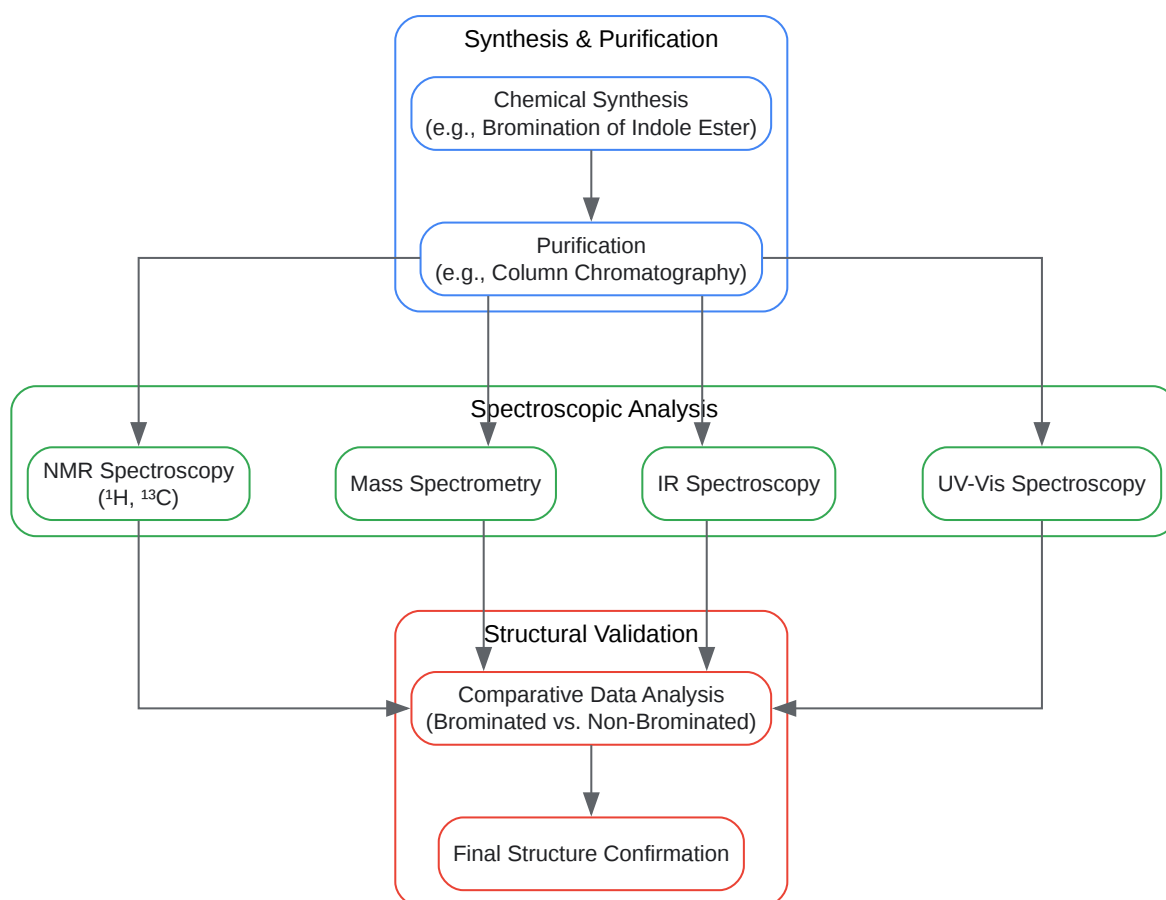 Synthesis & Purification
Chemical Synthesis
(e.g., Bromination of Indole Ester)
Purification
(e.g., Column Chromatography)
Spectroscopic Analysis
NMR Spectroscopy
(¹H, ¹³C)
Mass Spectrometry
IR Spectroscopy
UV-Vis Spectroscopy
Structural Validation
Comparative Data Analysis
(Brominated vs. Non-Brominated)
Final Structure Confirmation